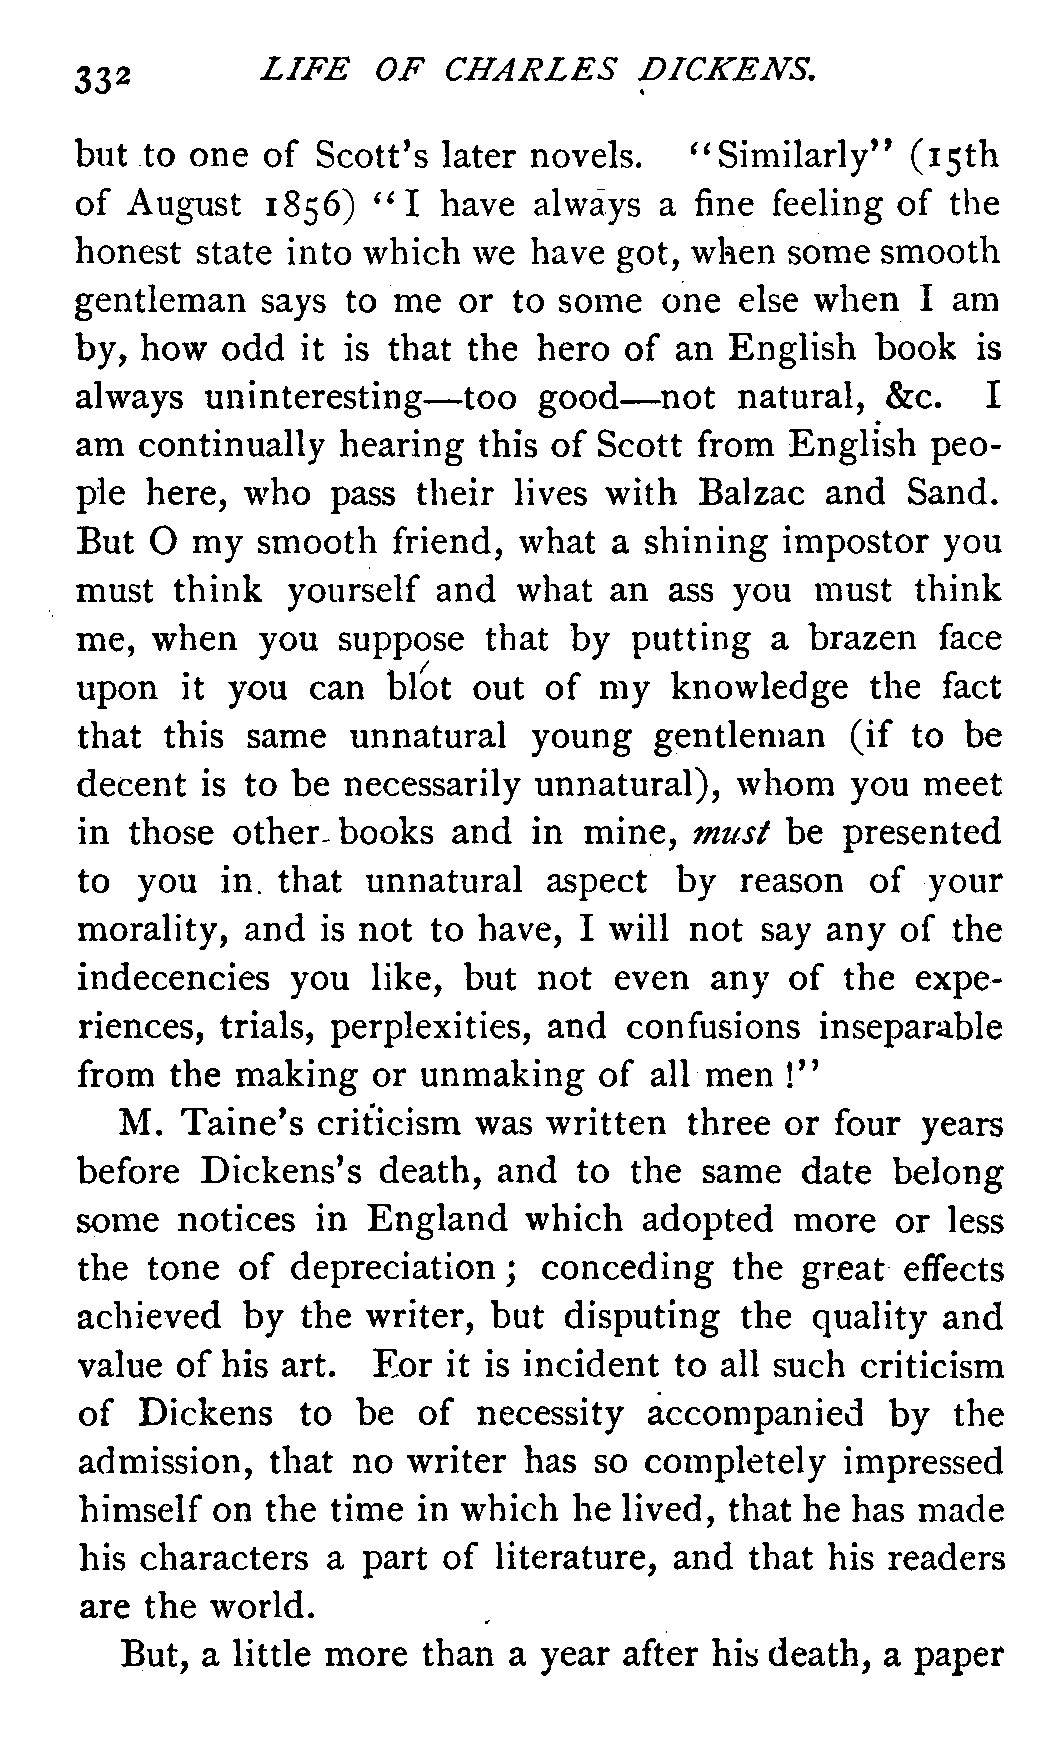 332 LIFE OF CHARLES DICKENS.
but to one of Scott's later novels. "Similarly" (15th
of August 1856) "I have always a fine feeling of the
honest state into which we have got, when some smooth
gentleman says to me or to some one else when I am
by, how odd it is that the hero of an English book is
always uninteresting—too good—not natural, &c. I
am continually hearing this of Scott from English peo-
ple here, who pass their lives with Balzac and Sand.
But O my smooth friend, what a shining impostor you
must think yourself and what an ass you must think
me, when you suppose that by putting a brazen face
upon it you can blot out of my knowledge the fact
that this same unnatural young gentleman (if to be
decent is to be necessarily unnatural), whom you meet
in those other books and in mine, must be presented
to you in that unnatural aspect by reason of your
morality, and is not to have, I will not say any of the
indecencies you like, but not even any of the expe-
riences, trials, perplexities, and confusions inseparable
from the making or unmaking of all men!"
M. Taine's criticism was written three or four years
before Dickens's death, and to the same date belong
some notices in England which adopted more or less
the tone of depreciation; conceding the great effects
achieved by the writer, but disputing the quality and
value of his art. For it is incident to all such criticism
of Dickens to be of necessity accompanied by the
admission, that no writer has so completely impressed
himself on the time in which he lived, that he has made
his characters a part of literature, and that his readers
are the world.
But, a little more than a year after his death, a paper